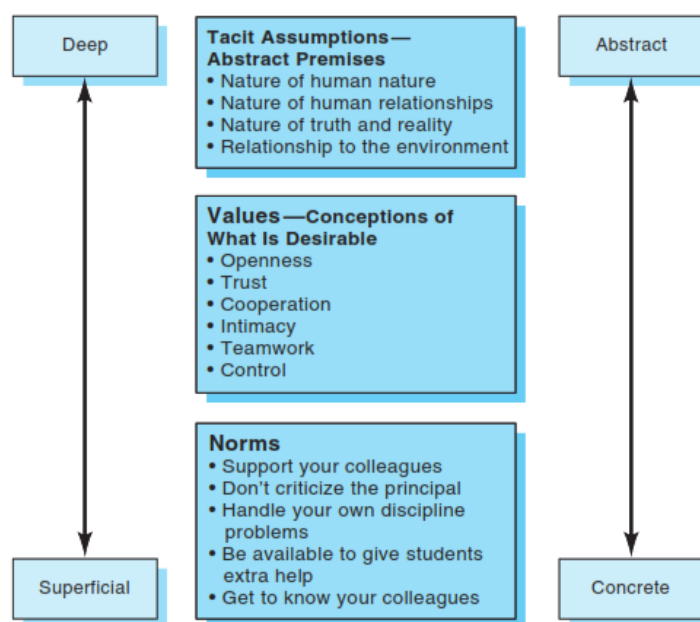 Deep
Tacit Assumptions—
Abstract Premises
• Nature of human nature
• Nature of human relationships
• Nature of truth and reality
• Relationship to the environment
Abstract
Values—Conceptions of
What Is Desirable
• Openness
• Trust
• Cooperation
• Intimacy
• Teamwork
• Control
Norms
• Support your colleagues
• Don't criticize the principal
• Handle your own discipline
problems
• Be available to give students
extra help
• Get to know your colleagues
Superficial
Concrete